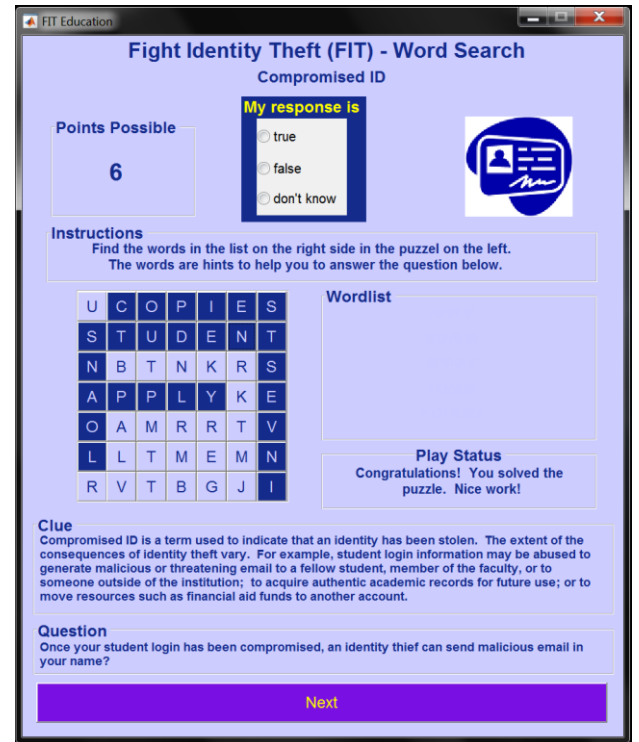 FIT Education
Fight Identity Theft (FIT) - Word Search
Compromised ID
My response is
Points Possible
true
6
false
don't know
Instructions
Find the words in the list on the right side in the puzzel on the left.
The words are hints to help you to answer the question below.
Wordlist
U C O P I E S
S T U D E N T
N B T N K R S
A P P L Y K E
O A M R R T V
L L T M E M N
R V T B G J I
Play Status
Congratulations! You solved the
puzzle. Nice work!
Clue
Compromised ID is a term used to indicate that an identity has been stolen. The extent of the
consequences of identity theft vary. For example, student login information may be abused to
generate malicious or threatening email to a fellow student, member of the faculty, or to
someone outside of the institution; to acquire authentic academic records for future use; or to
move resources such as financial aid funds to another account.
Question
Once your student login has been compromised, an identity thief can send malicious email in
your name?
Next